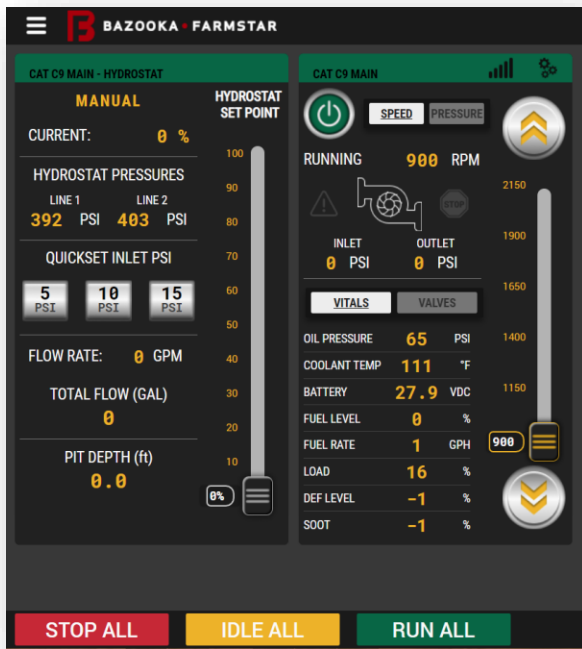 BAZOOKA FARMSTAR
CAT C9 MAIN - HYDROSTAT
MANUAL
CURRENT: 0 %
HYDROSTAT PRESSURES
LINE 1 LINE 2
392 PSI 403 PSI
QUICKSET INLET PSI
5 PSI
10 PSI
15 PSI
FLOW RATE: 0 GPM
TOTAL FLOW (GAL)
0
PIT DEPTH (ft)
0.0
HYDROSTAT
SET POINT
100
90
80
70
60
50
40
30
20
10
0%
CAT C9 MAIN
SPEED PRESSURE
RUNNING 900 RPM
STOP
INLET OUTLET
0 PSI 0 PSI
VITALS VALVES
OIL PRESSURE 65 PSI
COOLANT TEMP 111 °F
BATTERY 27.9 VDC
FUEL LEVEL 0 %
FUEL RATE 1 GPH
LOAD 16 %
DEF LEVEL -1 %
SOOT -1 %
2150
1900
1650
1400
1150
900
STOP ALL IDLE ALL RUN ALL